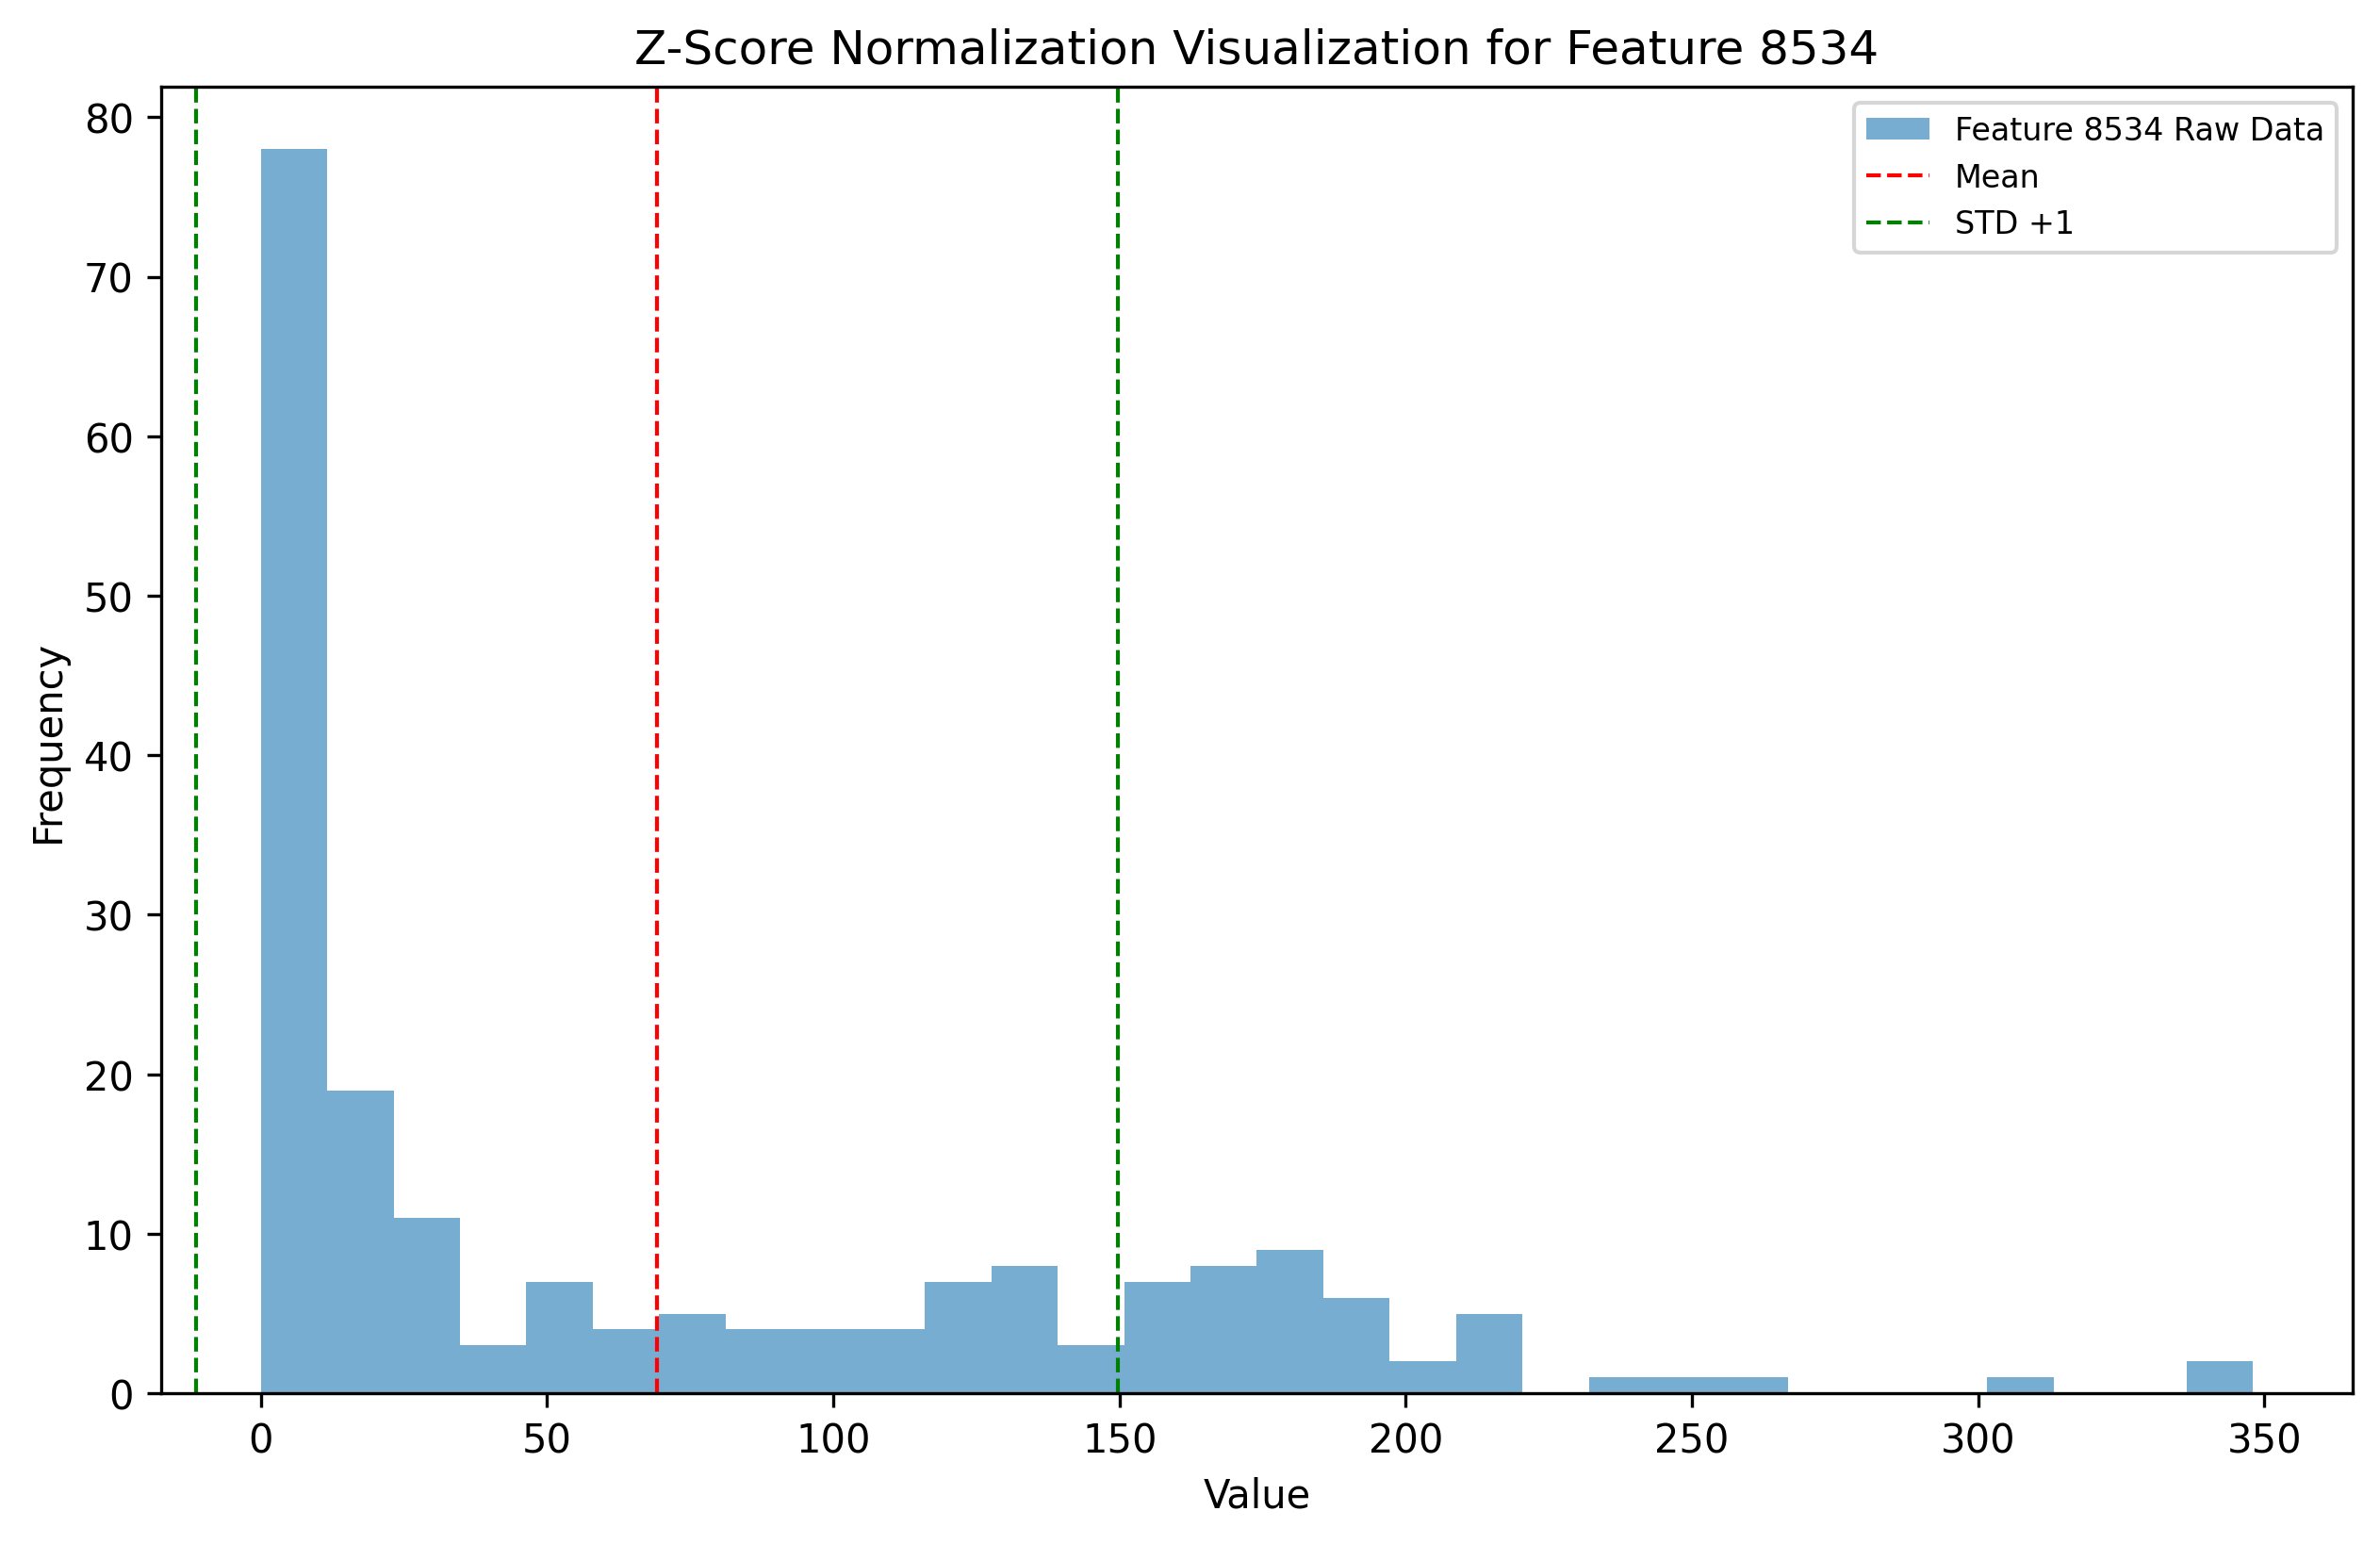 Z-Score Normalization Visualization for Feature 8534
Feature 8534 Raw Data
Mean
STD +1
80
70
60
50
40
30
20
10
0
Frequency
0 50 100 150 200 250 300 350
Value